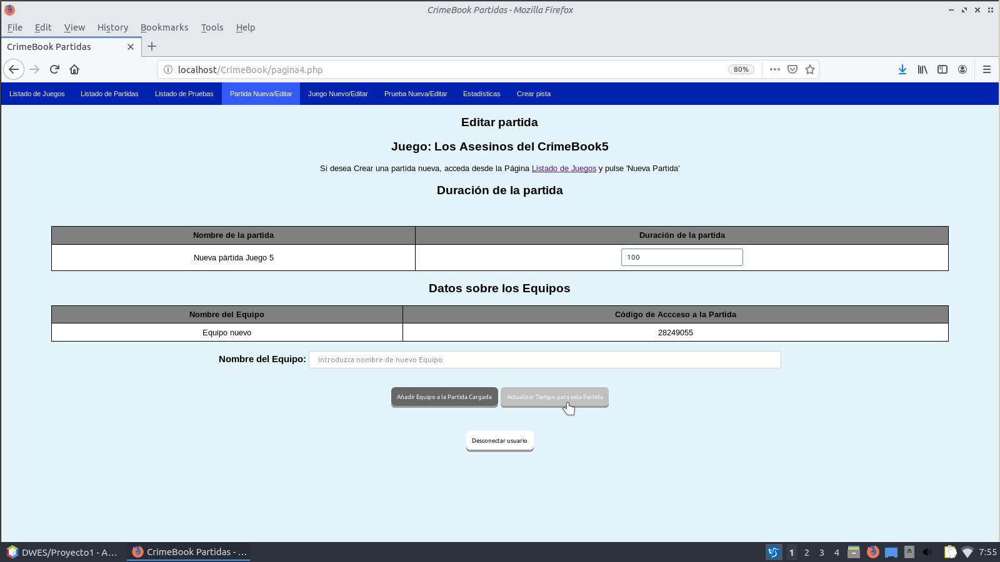 CrimeBook Partidas - Mozilla Firefox
File Edit View History Bookmarks Tools Help
CrimeBook Partidas
localhost/CrimeBook/pagina4.php 80%
Listado de Juegos Listado de Partidas Listado de Pruebas Partida Nueva/Editar Juego Nuevo/Editar Prueba Nueva/Editar Estadísticas Crear pista
Editar partida
Juego: Los Asesinos del CrimeBook5
Si desea Crear una partida nueva, acceda desde la Página Listado de Juegos y pulse 'Nueva Partida'
Duración de la partida
Nombre de la partida Duración de la partida
Nueva pàrtida Juego 5 100
Datos sobre los Equipos
Nombre del Equipo Código de Accceso a la Partida
Equipo nuevo 28249055
Nombre del Equipo: Introduzca nombre de nuevo Equipo
Añadir Equipo a la Partida Cargada Actualizar Tiempo para esta Partida
Desconectar usuario
DWES/Proyecto1 - A... CrimeBook Partidas - ... 1 2 3 4 7:55